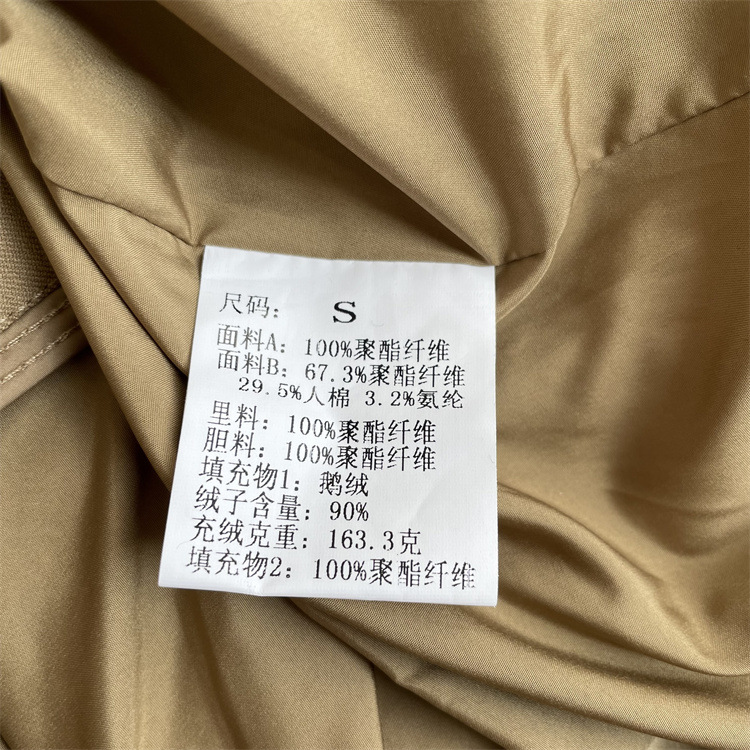 尺码： S
面料A：100%聚酯纤维
面料B：67.3%聚酯纤维
29.5%人棉 3.2%氨纶
里料：100%聚酯纤维
胆料：100%聚酯纤维
填充物1：鹅绒
绒子含量：90%
充绒克重：163.3克
填充物2：100%聚酯纤维